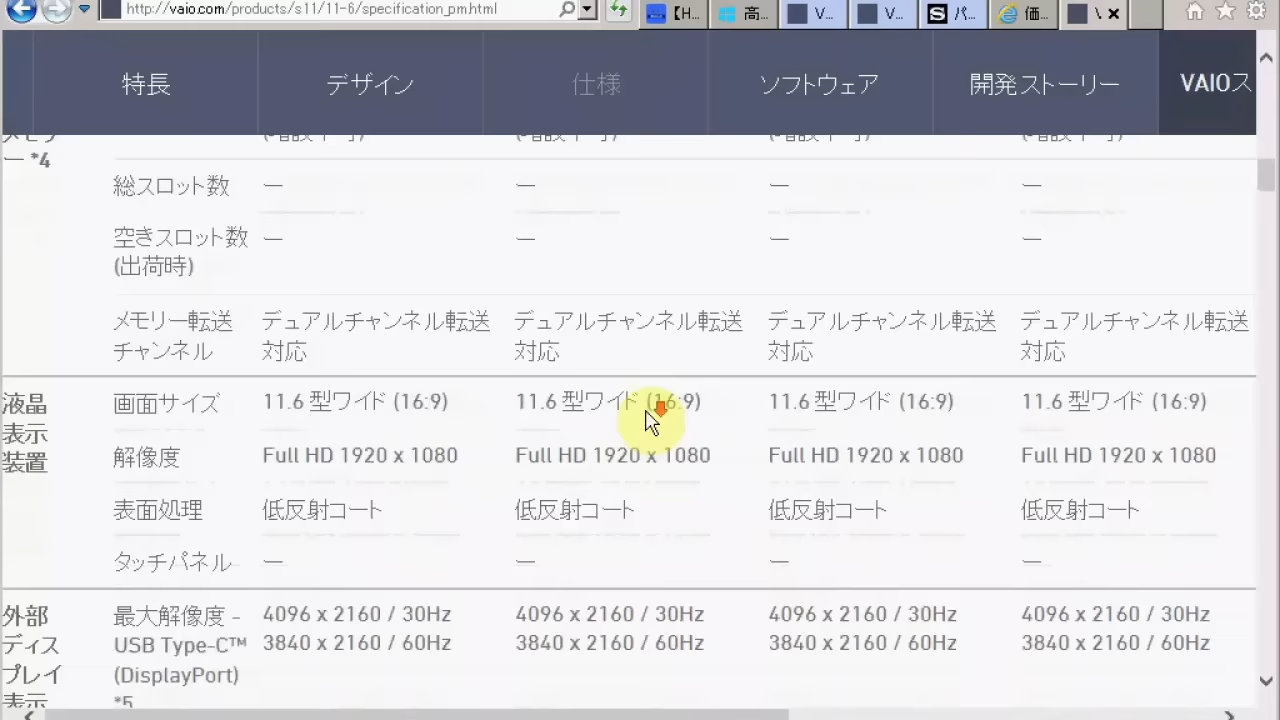 http://vaio.com/products/s11/11-6/specification_pm.html
【H... 高... V... V... パ... 価...
特長 デザイン 仕様 ソフトウェア 開発ストーリー VAIOス
ー *4
総スロット数 — — — —
空きスロット数 — — — —
(出荷時)
メモリー転送 デュアルチャンネル転送 デュアルチャンネル転送 デュアルチャンネル転送 デュアルチャンネル転送
チャンネル 対応 対応 対応 対応
液晶 画面サイズ 11.6 型ワイド (16:9) 11.6 型ワイド (16:9) 11.6 型ワイド (16:9) 11.6 型ワイド (16:9)
表示
装置 解像度 Full HD 1920 x 1080 Full HD 1920 x 1080 Full HD 1920 x 1080 Full HD 1920 x 1080
表面処理 低反射コート 低反射コート 低反射コート 低反射コート
タッチパネル — — — —
外部 最大解像度 - 4096 x 2160 / 30Hz 4096 x 2160 / 30Hz 4096 x 2160 / 30Hz 4096 x 2160 / 30Hz
ディス USB Type-C™ 3840 x 2160 / 60Hz 3840 x 2160 / 60Hz 3840 x 2160 / 60Hz 3840 x 2160 / 60Hz
プレイ (DisplayPort)
表示 *5